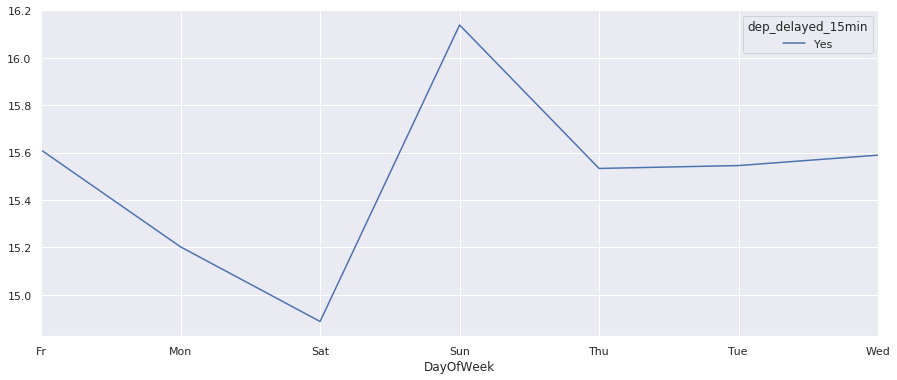 16.2
16.0
15.8
15.6
15.4
15.2
15.0
dep_delayed_15min
Yes
Fr Mon Sat Sun Thu Tue Wed
DayOfWeek